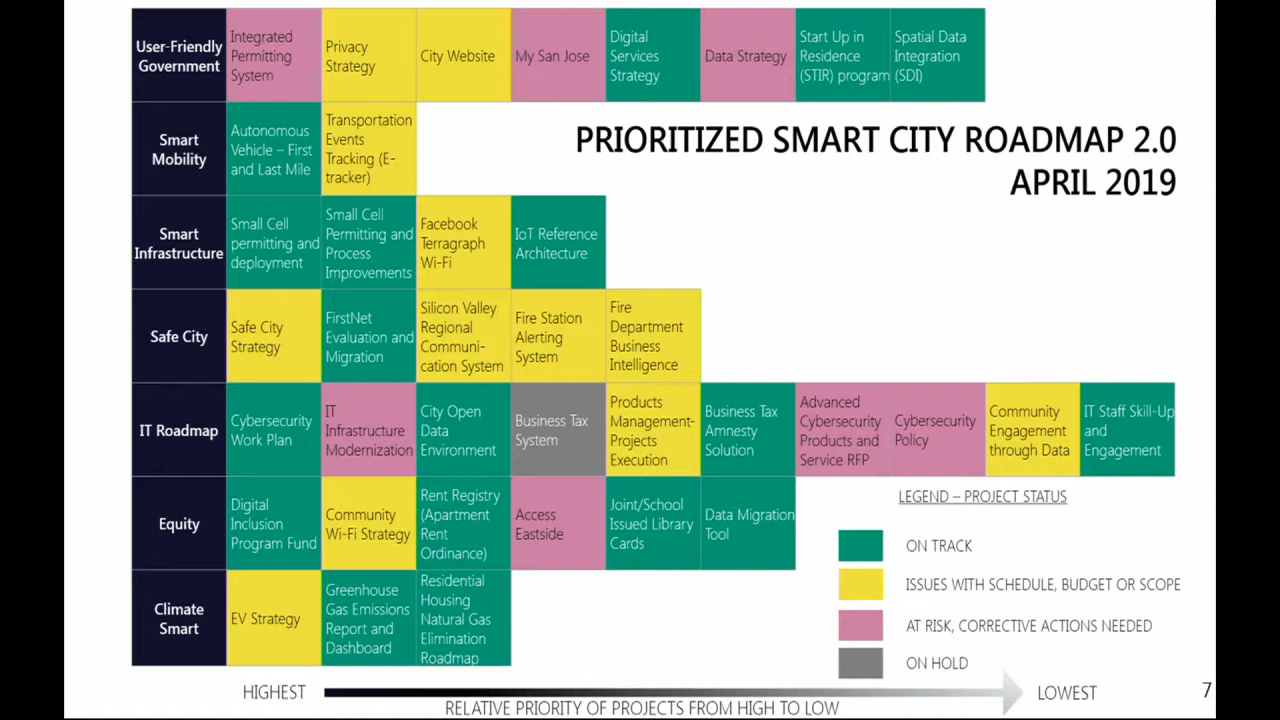 User-Friendly
Government
Integrated
Permitting
System
Privacy
Strategy
City Website
My San Jose
Digital
Services
Strategy
Data Strategy
Start Up in
Residence
(STIR) program
Spatial Data
Integration
(SDI)
PRIORITIZED SMART CITY ROADMAP 2.0
APRIL 2019
Smart
Mobility
Autonomous
Vehicle – First
and Last Mile
Transportation
Events
Tracking (E-
tracker)
Smart
Infrastructure
Small Cell
permitting and
deployment
Small Cell
Permitting and
Process
Improvements
Facebook
Terragraph
Wi-Fi
IoT Reference
Architecture
Safe City
Safe City
Strategy
FirstNet
Evaluation and
Migration
Silicon Valley
Regional
Communi-
cation System
Fire Station
Alerting
System
Fire
Department
Business
Intelligence
IT Roadmap
Cybersecurity
Work Plan
IT
Infrastructure
Modernization
City Open
Data
Environment
Business Tax
System
Products
Management-
Projects
Execution
Business Tax
Amnesty
Solution
Advanced
Cybersecurity
Products and
Service RFP
Cybersecurity
Policy
Community
Engagement
through Data
IT Staff Skill-Up
and
Engagement
Equity
Digital
Inclusion
Program Fund
Community
Wi-Fi Strategy
Rent Registry
(Apartment
Rent
Ordinance)
Access
Eastside
Joint/School
Issued Library
Cards
Data Migration
Tool
Climate
Smart
EV Strategy
Greenhouse
Gas Emissions
Report and
Dashboard
Residential
Housing
Natural Gas
Elimination
Roadmap
LEGEND – PROJECT STATUS
ON TRACK
ISSUES WITH SCHEDULE, BUDGET OR SCOPE
AT RISK, CORRECTIVE ACTIONS NEEDED
ON HOLD
HIGHEST
LOWEST
RELATIVE PRIORITY OF PROJECTS FROM HIGH TO LOW
7